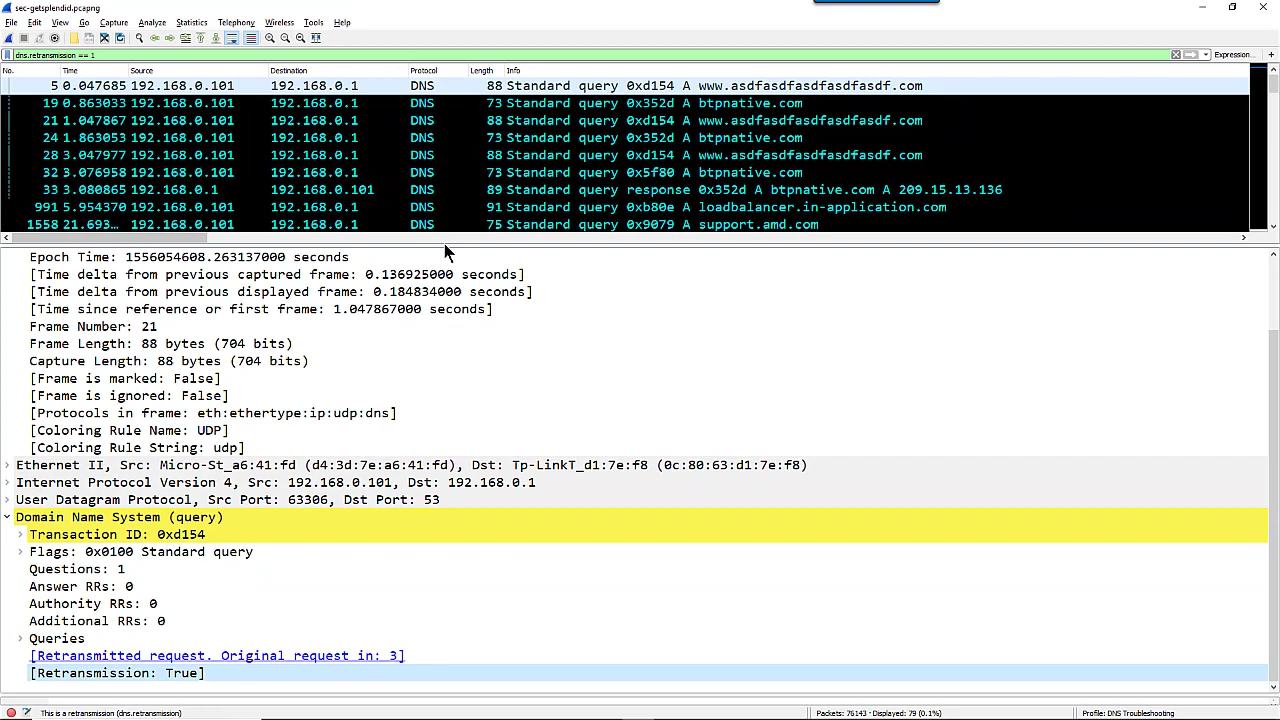 sec-getsplendid.pcapng
File Edit View Go Capture Analyze Statistics Telephony Wireless Tools Help
dns.retransmission == 1 Expression... +
No. Time Source Destination Protocol Length Info
5 0.047685 192.168.0.101 192.168.0.1 DNS 88 Standard query 0xd154 A www.asdfasdfasdfasdfasdf.com
19 0.863033 192.168.0.101 192.168.0.1 DNS 73 Standard query 0x352d A btpnative.com
21 1.047867 192.168.0.101 192.168.0.1 DNS 88 Standard query 0xd154 A www.asdfasdfasdfasdfasdf.com
24 1.863053 192.168.0.101 192.168.0.1 DNS 73 Standard query 0x352d A btpnative.com
28 3.047977 192.168.0.101 192.168.0.1 DNS 88 Standard query 0xd154 A www.asdfasdfasdfasdfasdf.com
32 3.076958 192.168.0.101 192.168.0.1 DNS 73 Standard query 0x5f80 A btpnative.com
33 3.080865 192.168.0.1 192.168.0.101 DNS 89 Standard query response 0x352d A btpnative.com A 209.15.13.136
991 5.954370 192.168.0.101 192.168.0.1 DNS 91 Standard query 0xb80e A loadbalancer.in-application.com
1558 21.693… 192.168.0.101 192.168.0.1 DNS 75 Standard query 0x9079 A support.amd.com
Epoch Time: 1556054608.263137000 seconds
[Time delta from previous captured frame: 0.136925000 seconds]
[Time delta from previous displayed frame: 0.184834000 seconds]
[Time since reference or first frame: 1.047867000 seconds]
Frame Number: 21
Frame Length: 88 bytes (704 bits)
Capture Length: 88 bytes (704 bits)
[Frame is marked: False]
[Frame is ignored: False]
[Protocols in frame: eth:ethertype:ip:udp:dns]
[Coloring Rule Name: UDP]
[Coloring Rule String: udp]
Ethernet II, Src: Micro-St_a6:41:fd (d4:3d:7e:a6:41:fd), Dst: Tp-LinkT_d1:7e:f8 (0c:80:63:d1:7e:f8)
Internet Protocol Version 4, Src: 192.168.0.101, Dst: 192.168.0.1
User Datagram Protocol, Src Port: 63306, Dst Port: 53
Domain Name System (query)
Transaction ID: 0xd154
Flags: 0x0100 Standard query
Questions: 1
Answer RRs: 0
Authority RRs: 0
Additional RRs: 0
Queries
[Retransmitted request. Original request in: 3]
[Retransmission: True]
This is a retransmission (dns.retransmission) Packets: 76143 · Displayed: 79 (0.1%) Profile: DNS Troubleshooting